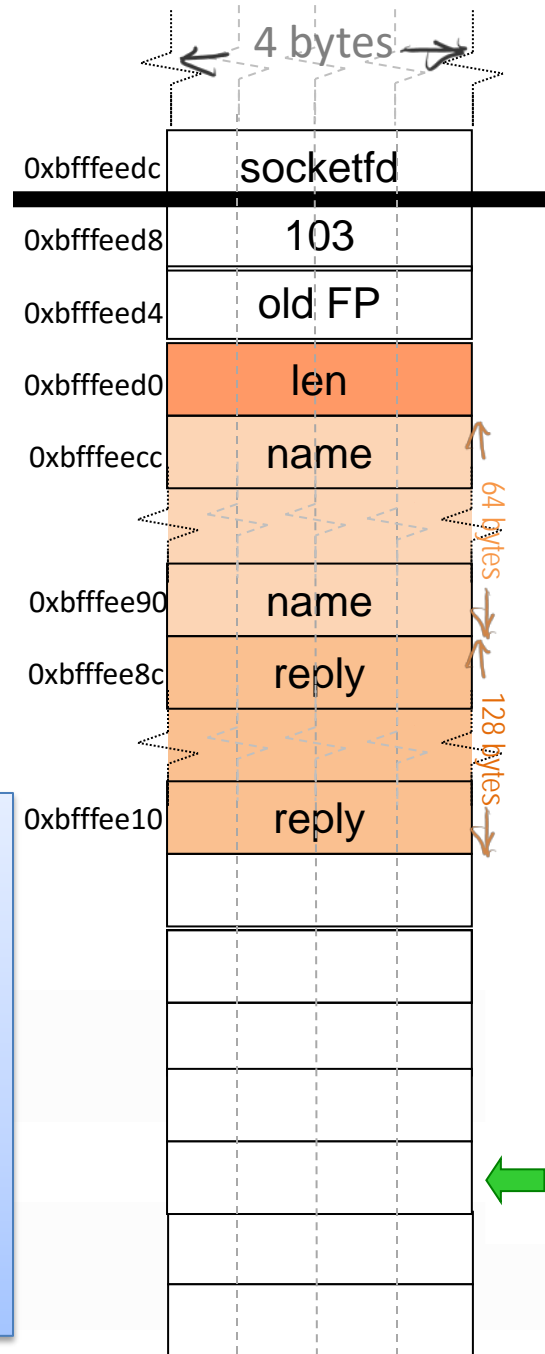 4 bytes
0xbfffeedc socketfd
0xbfffeed8 103
0xbfffeed4 old FP
0xbfffeed0 len
0xbfffeecc name
64 bytes
0xbfffee90 name
0xbfffee8c reply
128 bytes
0xbfffee10 reply